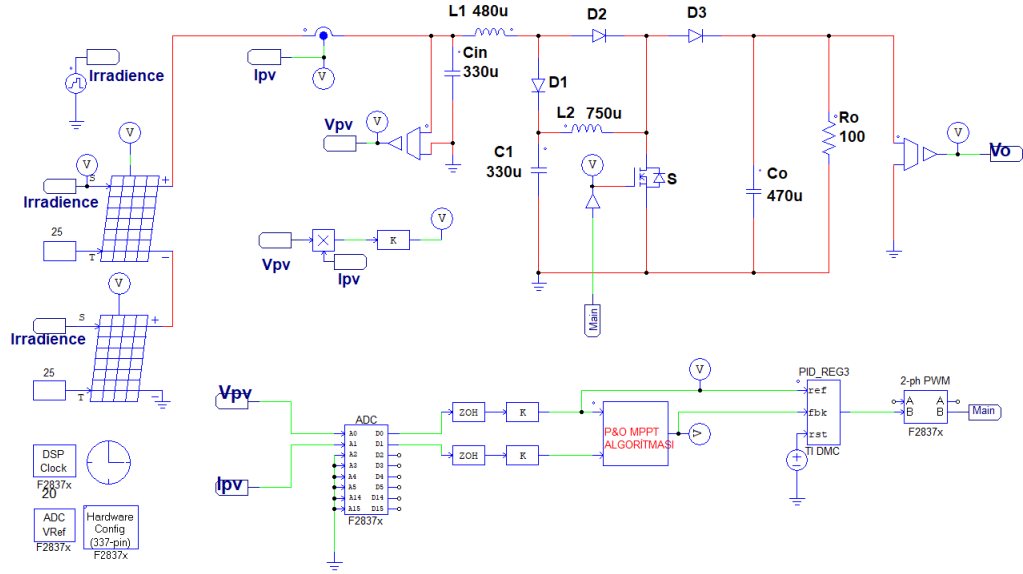 L1 480u
D2
D3
Irradience
Ipv
V
Cin
330u
D1
Vpv
V
L2 750u
Ro
100
V
V
V
S
+
Irradience
C1
330u
V
S
Co
470u
V
Vo
25
T
−
V
K
Vpv
Ipv
V
S
+
Irradience
Main
25
T
−
Vpv
V
PID_REG3
2-ph PWM
ADC
ZOH
K
ref
A
A
Main
A0
D0
P&O MPPT
ALGORİTMASI
V
fbk
B
B
A1
D1
F2837x
DSP
Clock
F2837x
20
A2
D2
ZOH
K
rst
A3
D3
TI DMC
A4
D4
Ipv
A5
D5
A14
D14
A15
D15
F2837x
ADC
VRef
F2837x
Hardware
Config
(337-pin)
F2837x